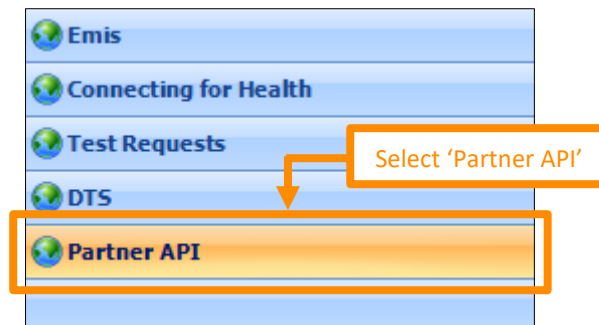 Emis
Connecting for Health
Test Requests
Select ‘Partner API’
DTS
Partner API